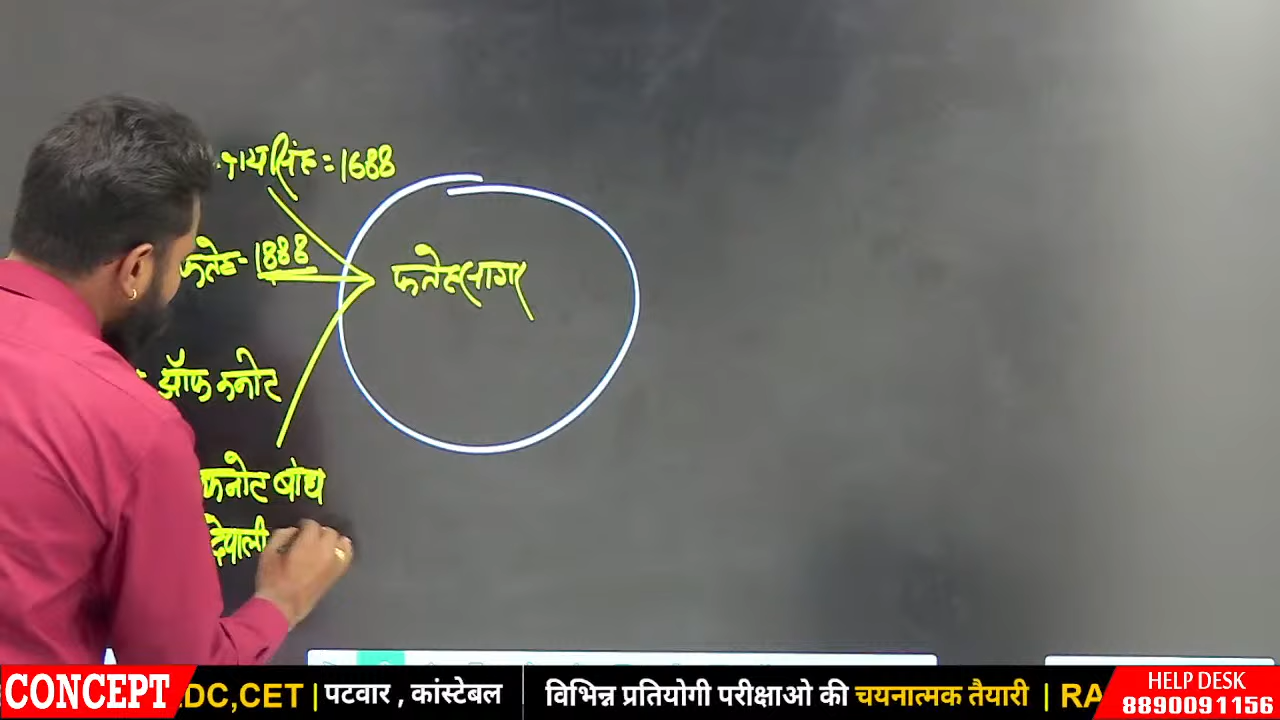 जयसिंह = 1688
फतेह - 1888
फतेहसागर
ऑफ कनोट
कनोट बांध
देवाली
CONCEPT
DC,CET | पटवार , कांस्टेबल
विभिन्न प्रतियोगी परीक्षाओ की चयनात्मक तैयारी | RA
HELP DESK
8890091156